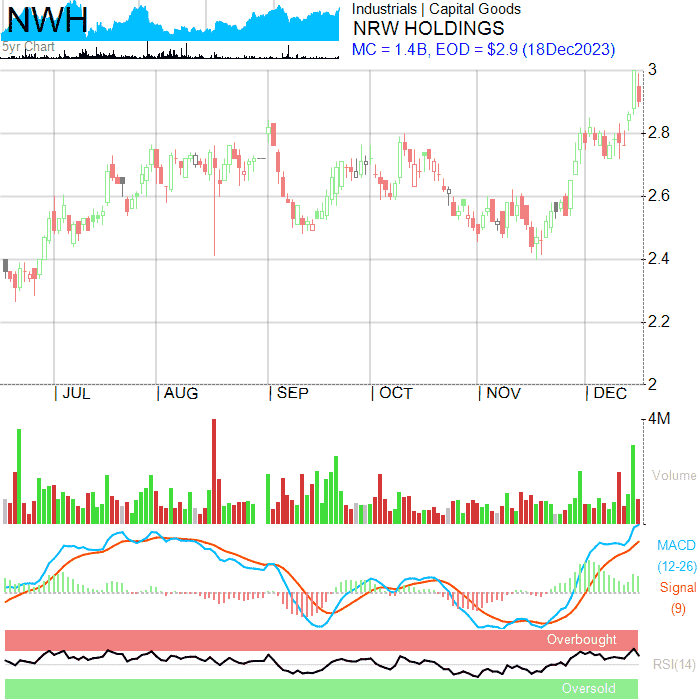 NWH
5yr Chart
Industrials | Capital Goods
NRW HOLDINGS
MC = 1.4B, EOD = $2.9 (18Dec2023)
3
2.8
2.6
2.4
2.2
2
| JUL | AUG | SEP | OCT | NOV | DEC
4M
Volume
MACD
(12-26)
Signal
(9)
Overbought
RSI(14)
Oversold